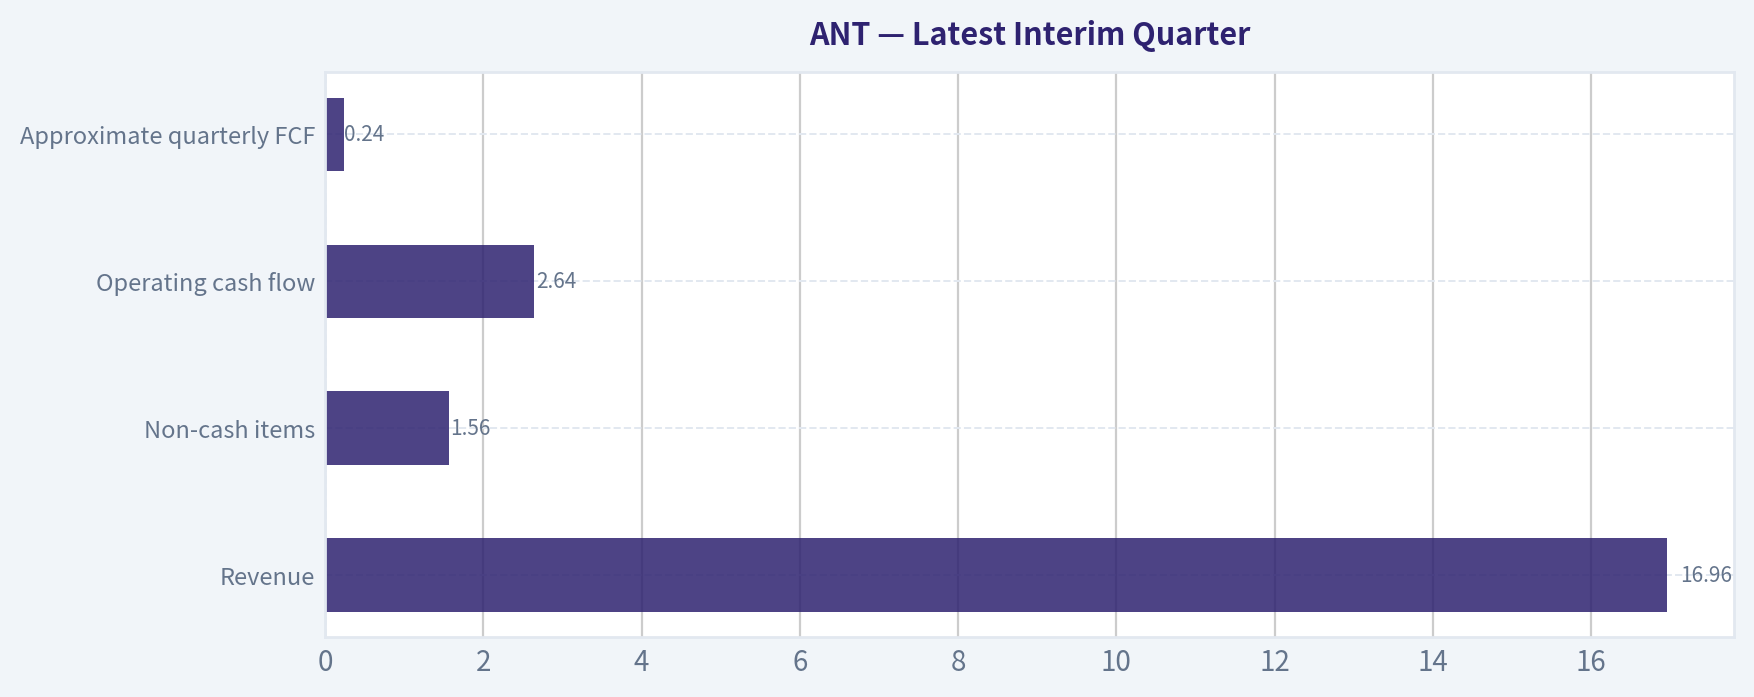 ANT — Latest Interim Quarter
Approximate quarterly FCF
0.24
Operating cash flow
2.64
Non-cash items
1.56
Revenue
16.96
0 2 4 6 8 10 12 14 16